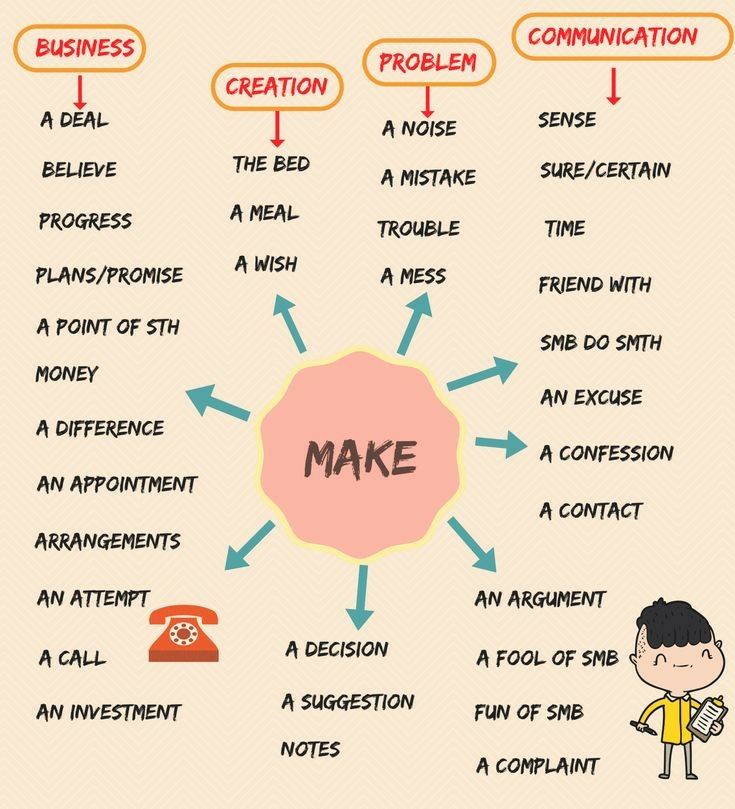 BUSINESS
A DEAL
BELIEVE
PROGRESS
PLANS/PROMISE
A POINT OF STH
MONEY
A DIFFERENCE
AN APPOINTMENT
ARRANGEMENTS
AN ATTEMPT
A CALL
AN INVESTMENT
CREATION
THE BED
A MEAL
A WISH
PROBLEM
A NOISE
A MISTAKE
TROUBLE
A MESS
COMMUNICATION
SENSE
SURE/CERTAIN
TIME
FRIEND WITH
SMB DO SMTH
AN EXCUSE
A CONFESSION
A CONTACT
MAKE
A DECISION
A SUGGESTION
NOTES
AN ARGUMENT
A FOOL OF SMB
FUN OF SMB
A COMPLAINT